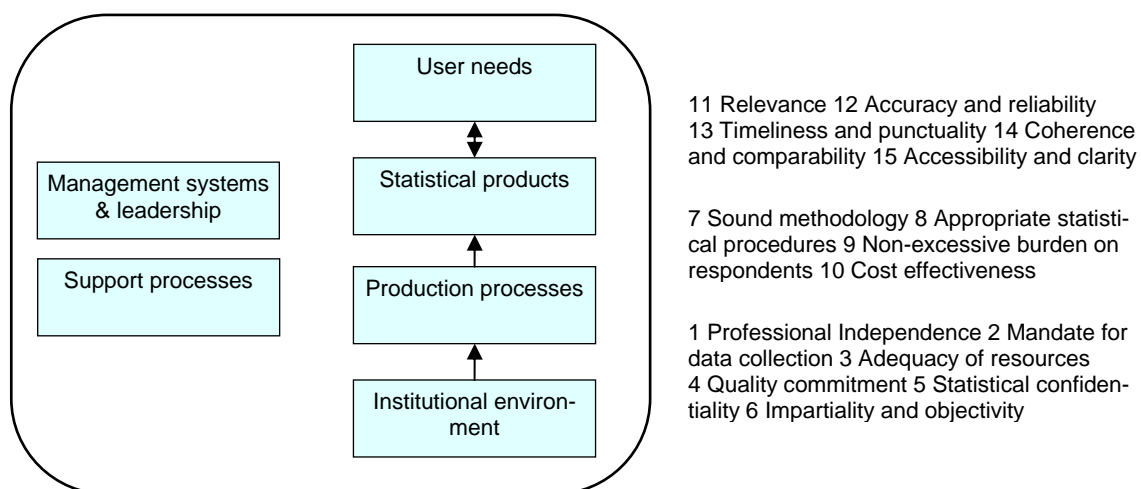 User needs
Statistical products
Management systems
& leadership
Support processes
Production processes
Institutional environ-
ment
11 Relevance 12 Accuracy and reliability
13 Timeliness and punctuality 14 Coherence
and comparability 15 Accessibility and clarity
7 Sound methodology 8 Appropriate statisti-
cal procedures 9 Non-excessive burden on
respondents 10 Cost effectiveness
1 Professional Independence 2 Mandate for
data collection 3 Adequacy of resources
4 Quality commitment 5 Statistical confiden-
tiality 6 Impartiality and objectivity